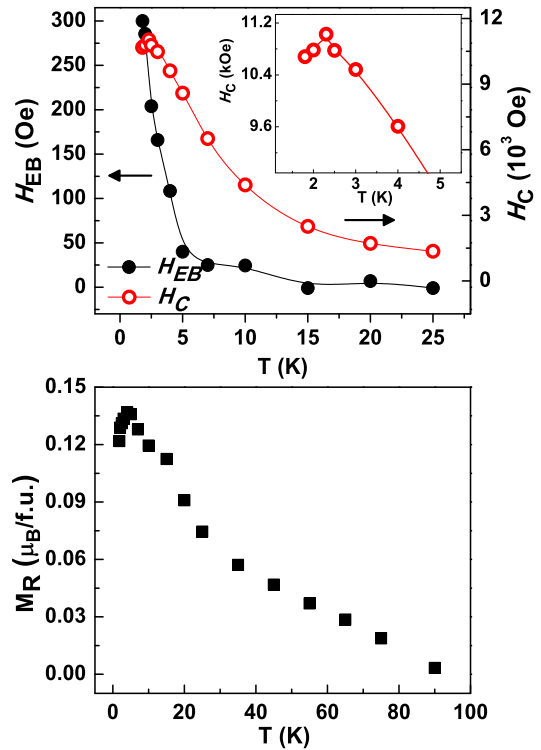 300
250
200
150
100
50
0
H_EB (Oe)
11.2
10.4
9.6
H_C (kOe)
2 3 4 5
T (K)
12
9
6
3
0
H_C (10^3 Oe)
H_EB
H_C
0 5 10 15 20 25
T (K)
0.15
0.12
0.09
0.06
0.03
0.00
M_R (μ_B/f.u.)
0 20 40 60 80 100
T (K)